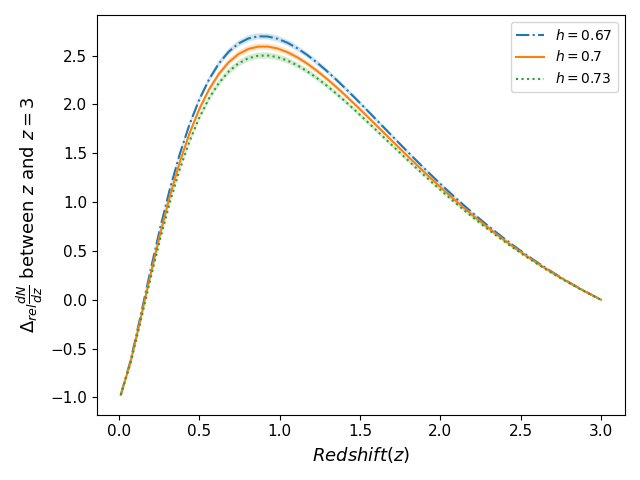 h = 0.67
h = 0.7
h = 0.73
Δrel dN/dz between z and z = 3
2.5
2.0
1.5
1.0
0.5
0.0
−0.5
−1.0
0.0 0.5 1.0 1.5 2.0 2.5 3.0
Redshift(z)